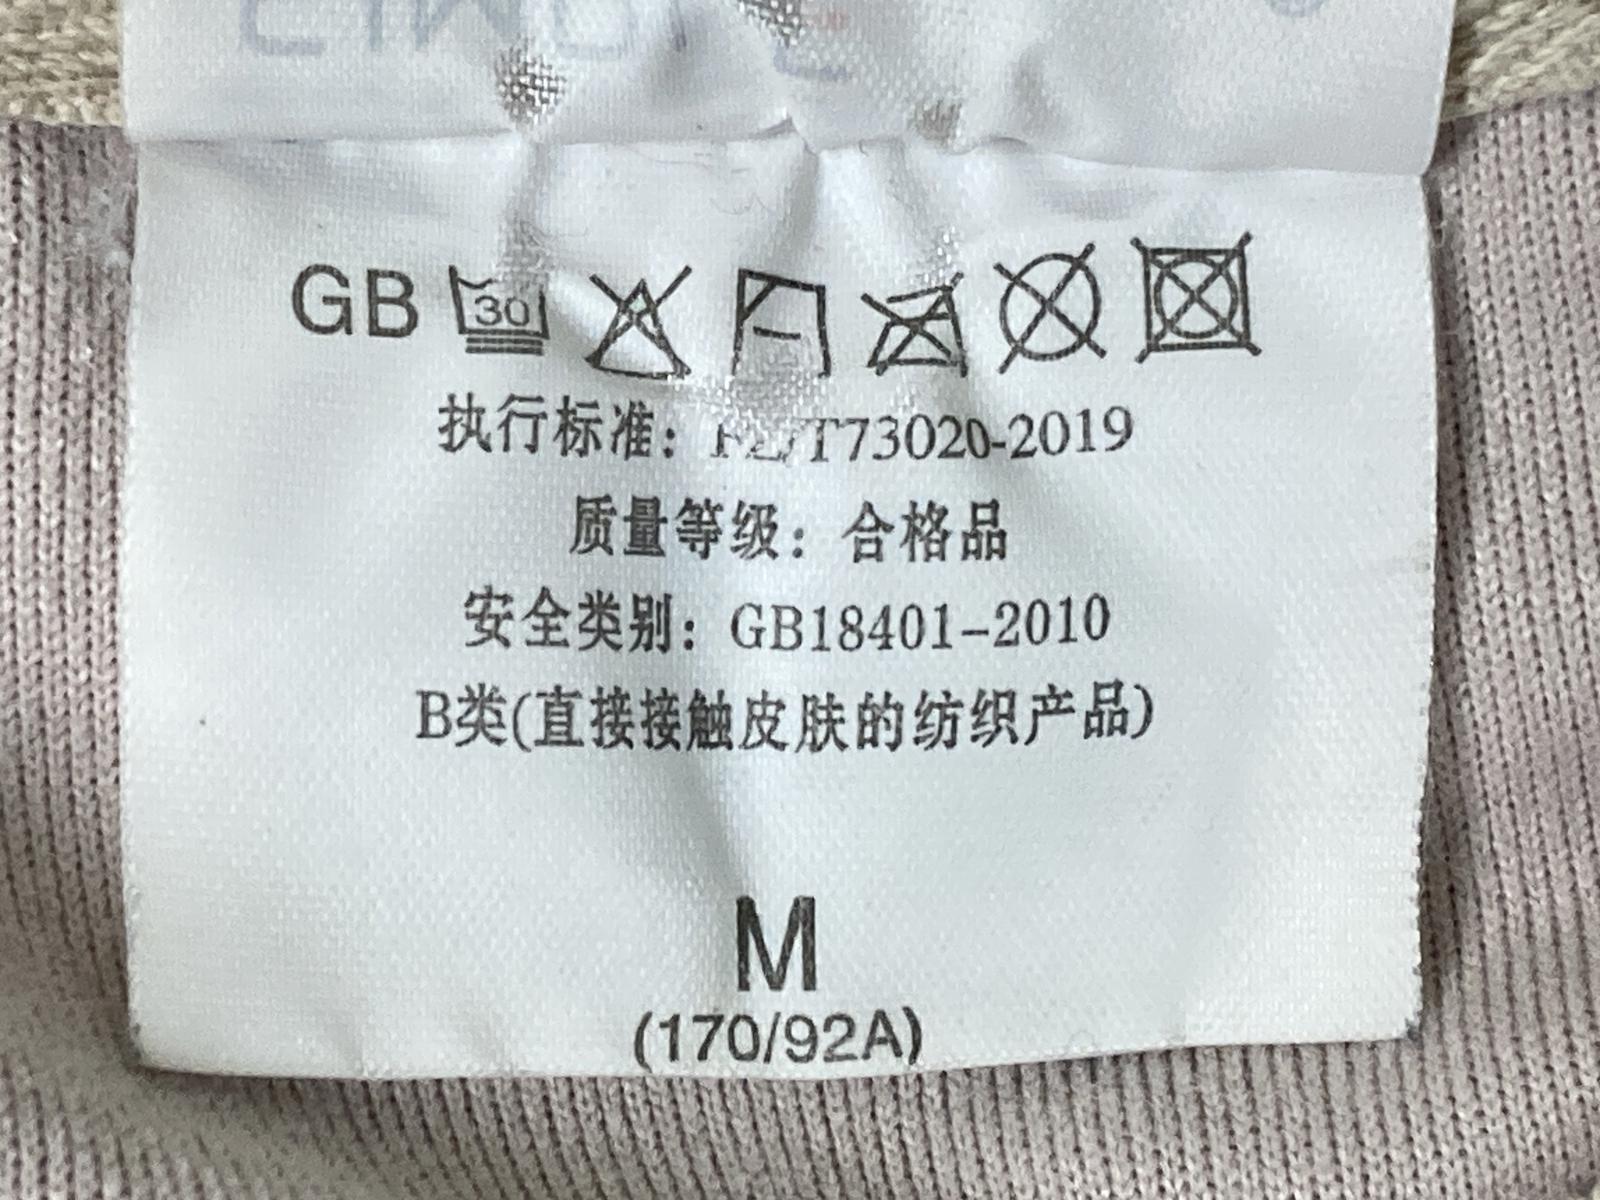 GB 30
执行标准: FZ/T73020-2019
质量等级: 合格品
安全类别: GB18401-2010
B类(直接接触皮肤的纺织产品)
M
(170/92A)